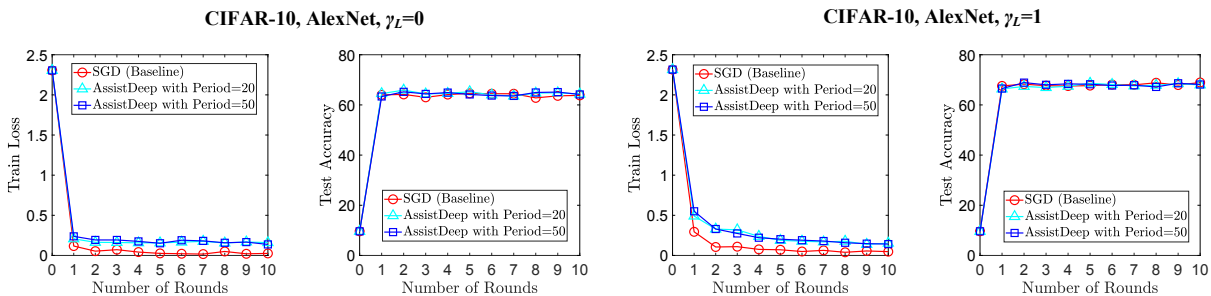 CIFAR-10, AlexNet, γL=0
CIFAR-10, AlexNet, γL=1
2.5
2
1.5
1
0.5
0
Train Loss
SGD (Baseline)
AssistDeep with Period=20
AssistDeep with Period=50
0 1 2 3 4 5 6 7 8 9 10
Number of Rounds
80
60
40
20
0
Test Accuracy
SGD (Baseline)
AssistDeep with Period=20
AssistDeep with Period=50
0 1 2 3 4 5 6 7 8 9 10
Number of Rounds
2.5
2
1.5
1
0.5
0
Train Loss
SGD (Baseline)
AssistDeep with Period=20
AssistDeep with Period=50
0 1 2 3 4 5 6 7 8 9 10
Number of Rounds
80
60
40
20
0
Test Accuracy
SGD (Baseline)
AssistDeep with Period=20
AssistDeep with Period=50
0 1 2 3 4 5 6 7 8 9 10
Number of Rounds